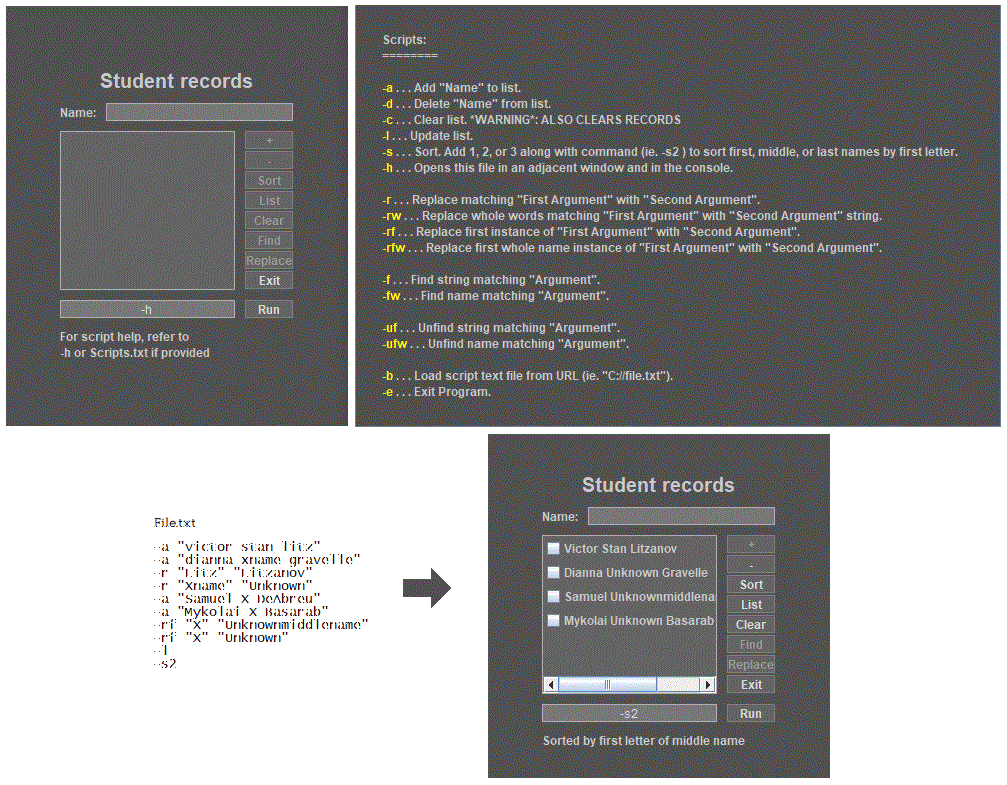 Student records
Name:
+
-
Sort
List
Clear
Find
Replace
Exit
-h
Run
For script help, refer to
-h or Scripts.txt if provided
Scripts:
========
-a . . . Add "Name" to list.
-d . . . Delete "Name" from list.
-c . . . Clear list. *WARNING*: ALSO CLEARS RECORDS
-l . . . Update list.
-s . . . Sort. Add 1, 2, or 3 along with command (ie. -s2 ) to sort first, middle, or last names by first letter.
-h . . . Opens this file in an adjacent window and in the console.
-r . . . Replace matching "First Argument" with "Second Argument".
-rw . . . Replace whole words matching "First Argument" with "Second Argument" string.
-rf . . . Replace first instance of "First Argument" with "Second Argument".
-rfw . . . Replace first whole name instance of "First Argument" with "Second Argument".
-f . . . Find string matching "Argument".
-fw . . . Find name matching "Argument".
-uf . . . Unfind string matching "Argument".
-ufw . . . Unfind name matching "Argument".
-b . . . Load script text file from URL (ie. "C://file.txt").
-e . . . Exit Program.
File.txt
-a "victor stan litz"
-a "dianna xname gravelle"
-r "Litz" "Litzanov"
-r "Xname" "Unknown"
-a "Samuel X DeAbreu"
-a "Mykolai X Basarab"
-rf "X" "Unknownmiddlename"
-rf "X" "Unknown"
-l
-s2
Student records
Name:
Victor Stan Litzanov
Dianna Unknown Gravelle
Samuel Unknownmiddlena
Mykolai Unknown Basarab
+
-
Sort
List
Clear
Find
Replace
Exit
-s2
Run
Sorted by first letter of middle name